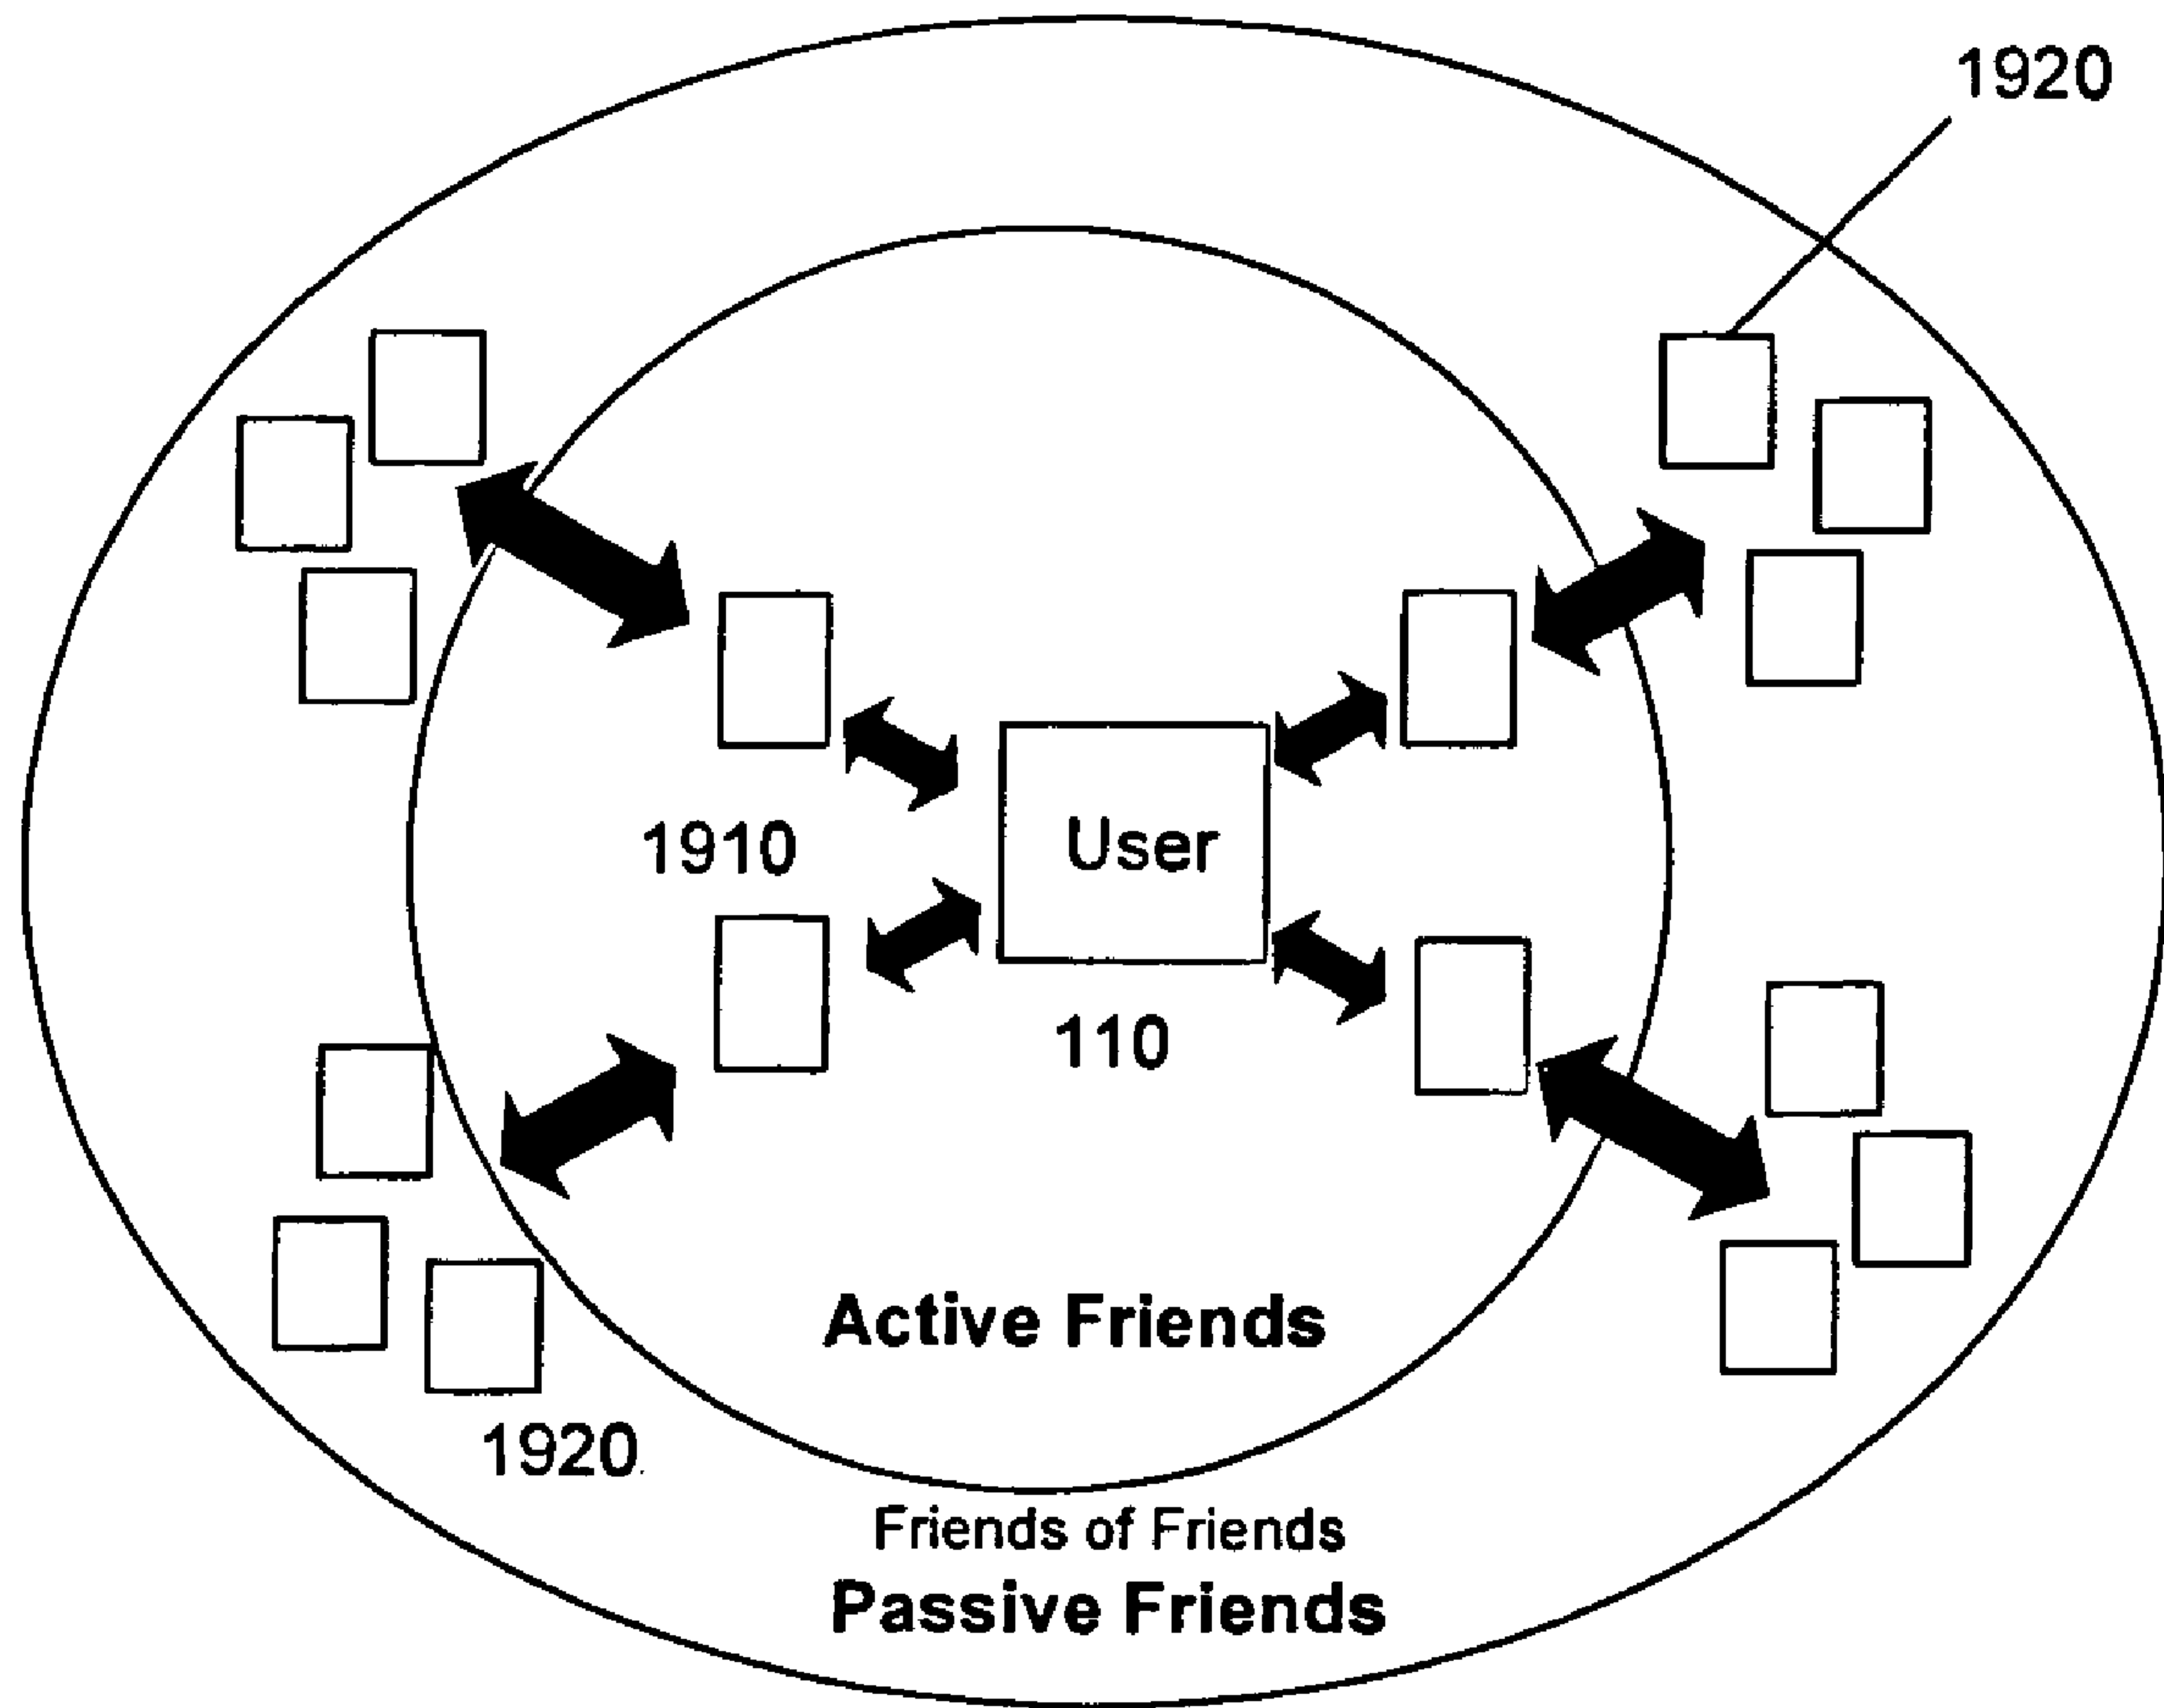 1920
1910
User
110
Active Friends
1920
Friends of Friends
Passive Friends